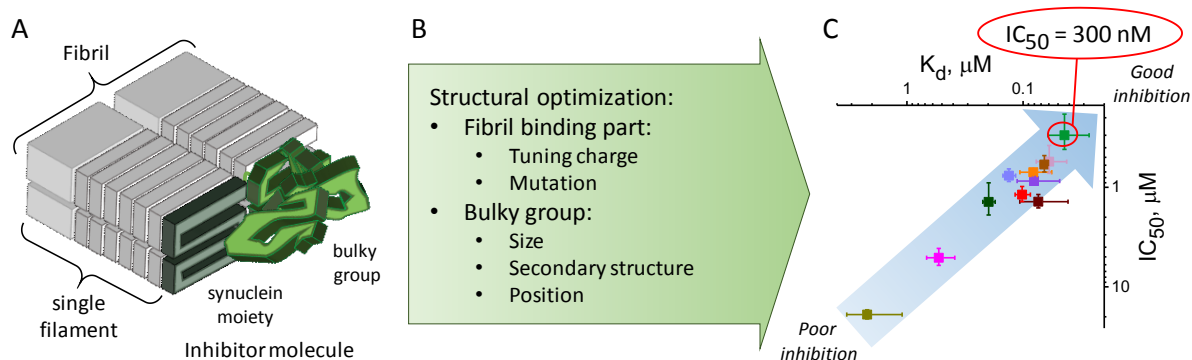 A
Fibril
single
filament
synuclein
moiety
bulky
group
Inhibitor molecule
B
Structural optimization:
• Fibril binding part:
• Tuning charge
• Mutation
• Bulky group:
• Size
• Secondary structure
• Position
C
IC50 = 300 nM
Kd, μM
1
0.1
Good
inhibition
1
10
IC50, μM
Poor
inhibition